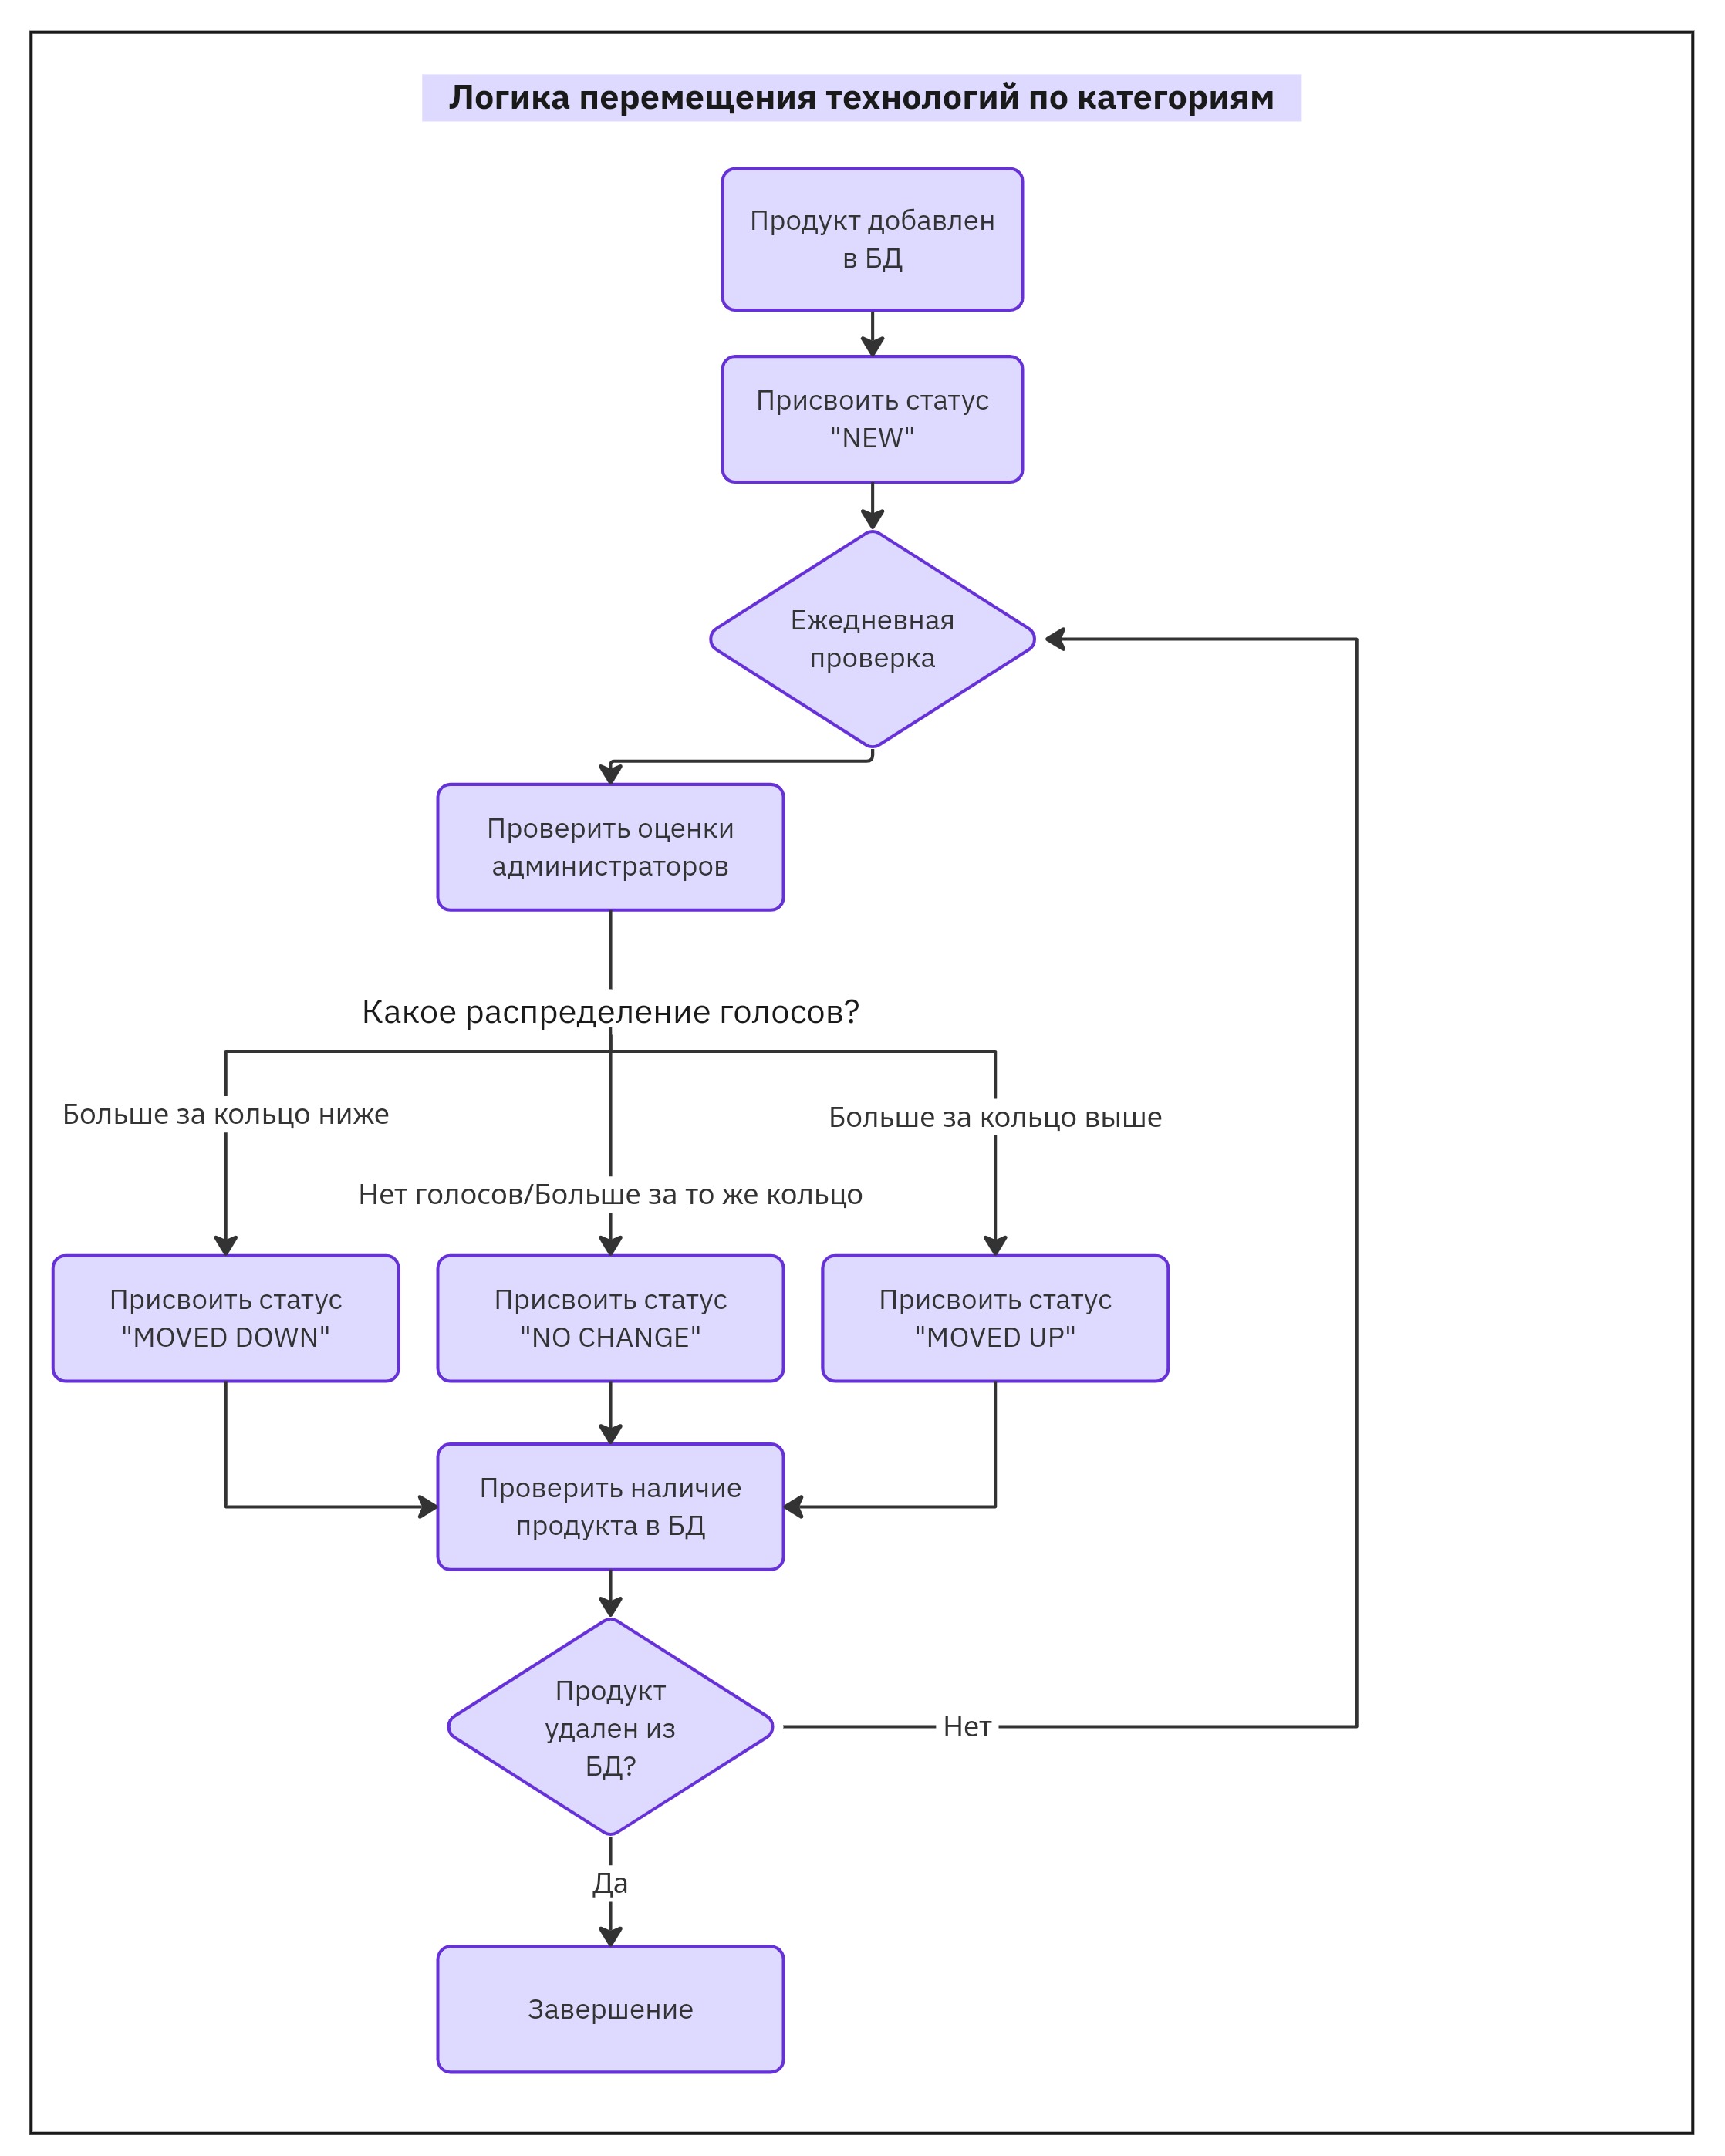 Логика перемещения технологий по категориям
Продукт добавлен
в БД
Присвоить статус
"NEW"
Ежедневная
проверка
Проверить оценки
администраторов
Какое распределение голосов?
Больше за кольцо ниже
Больше за кольцо выше
Нет голосов/Больше за то же кольцо
Присвоить статус
"MOVED DOWN"
Присвоить статус
"NO CHANGE"
Присвоить статус
"MOVED UP"
Проверить наличие
продукта в БД
Продукт
удален из
БД?
Нет
Да
Завершение